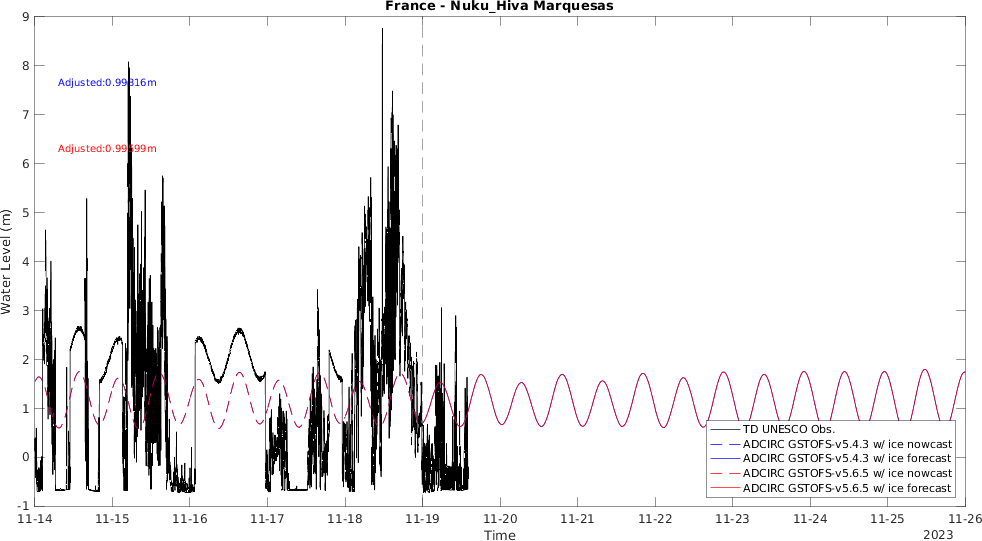 France - Nuku_Hiva Marquesas
Water Level (m)
9
8
7
6
5
4
3
2
1
0
-1
Adjusted:0.99816m
Adjusted:0.99699m
TD UNESCO Obs.
ADCIRC GSTOFS-v5.4.3 w/ ice nowcast
ADCIRC GSTOFS-v5.4.3 w/ ice forecast
ADCIRC GSTOFS-v5.6.5 w/ ice nowcast
ADCIRC GSTOFS-v5.6.5 w/ ice forecast
11-14 11-15 11-16 11-17 11-18 11-19 11-20 11-21 11-22 11-23 11-24 11-25 11-26
Time
2023